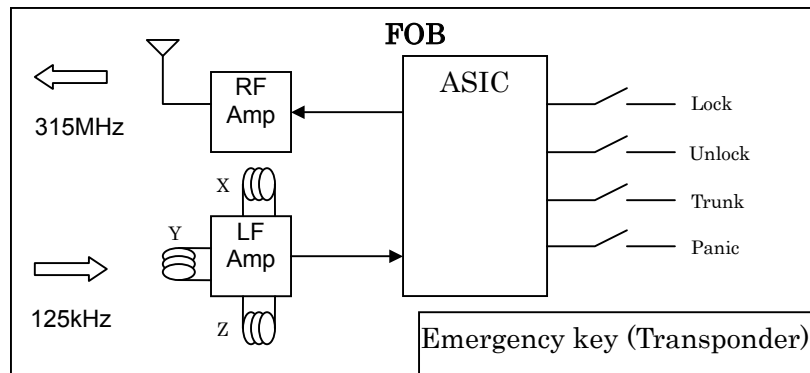 FOB
RF
Amp
ASIC
315MHz
Lock
Unlock
Trunk
Panic
X
Y
LF
Amp
Z
125kHz
Emergency key (Transponder)